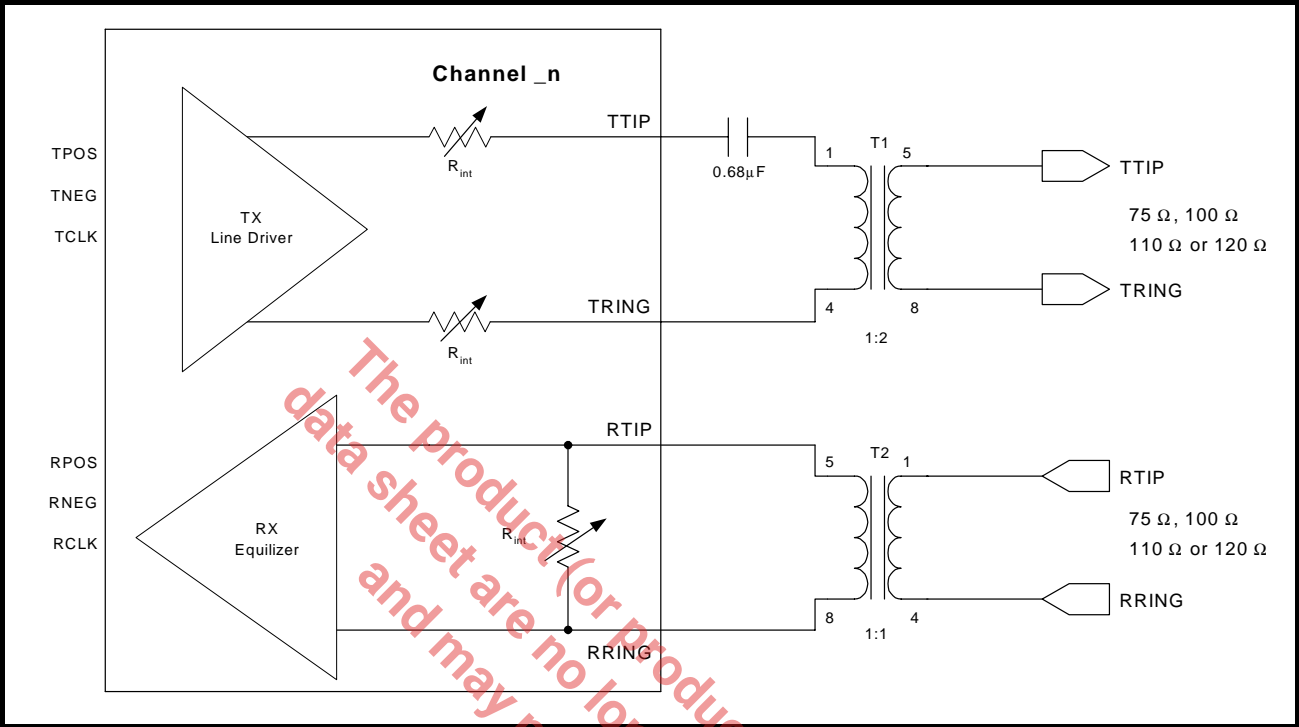 Channel _n
TPOS
TNEG
TCLK
TX
Line Driver
Rint
TTIP
0.68μF
1
T1
5
TTIP
75 Ω, 100 Ω
110 Ω or 120 Ω
Rint
TRING
4
8
TRING
1:2
RPOS
RNEG
RCLK
RX
Equilizer
Rint
RTIP
5
T2
1
RTIP
75 Ω, 100 Ω
110 Ω or 120 Ω
RRING
8
4
RRING
1:1
The product (or produc
data sheet are no lo
and may